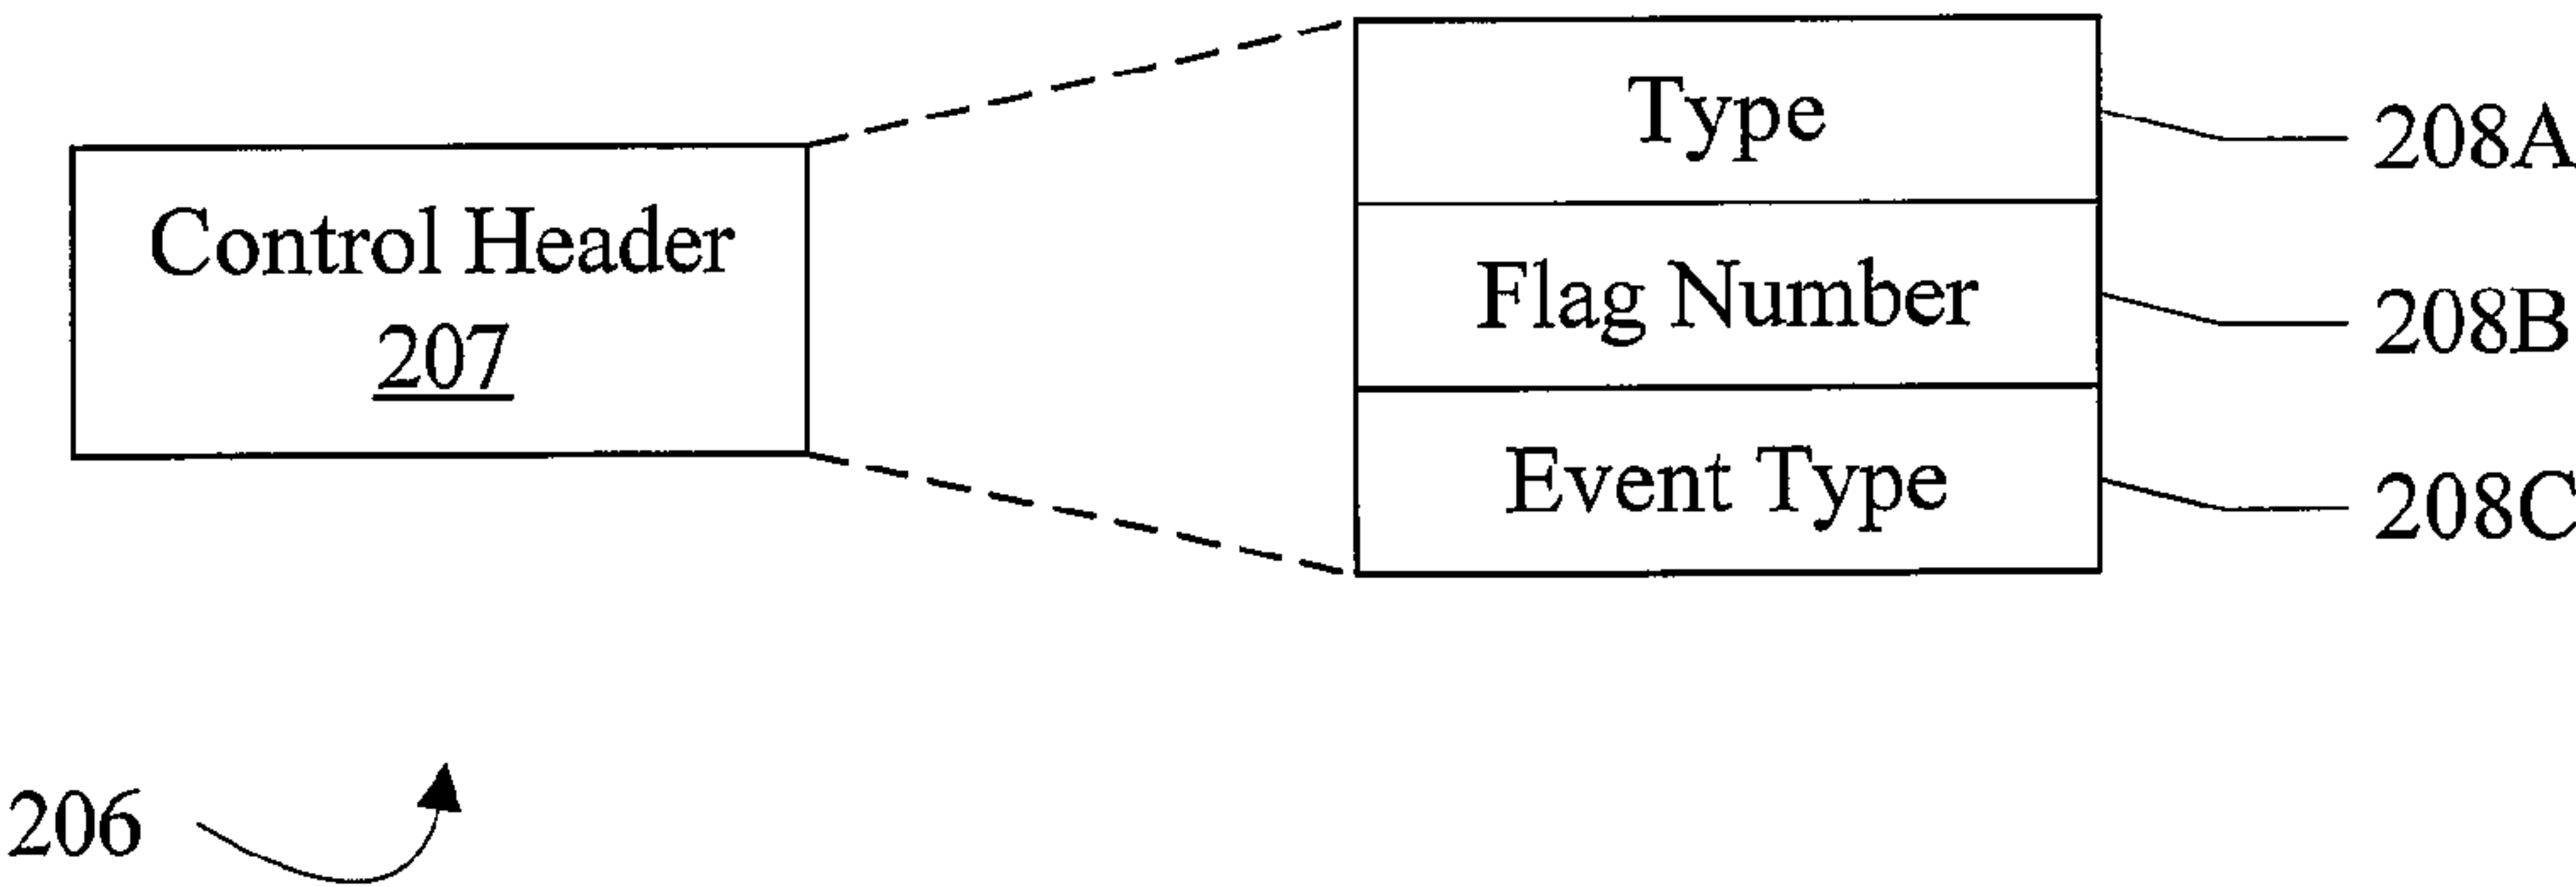 Control Header
207
Type
208A
Flag Number
208B
Event Type
208C
206